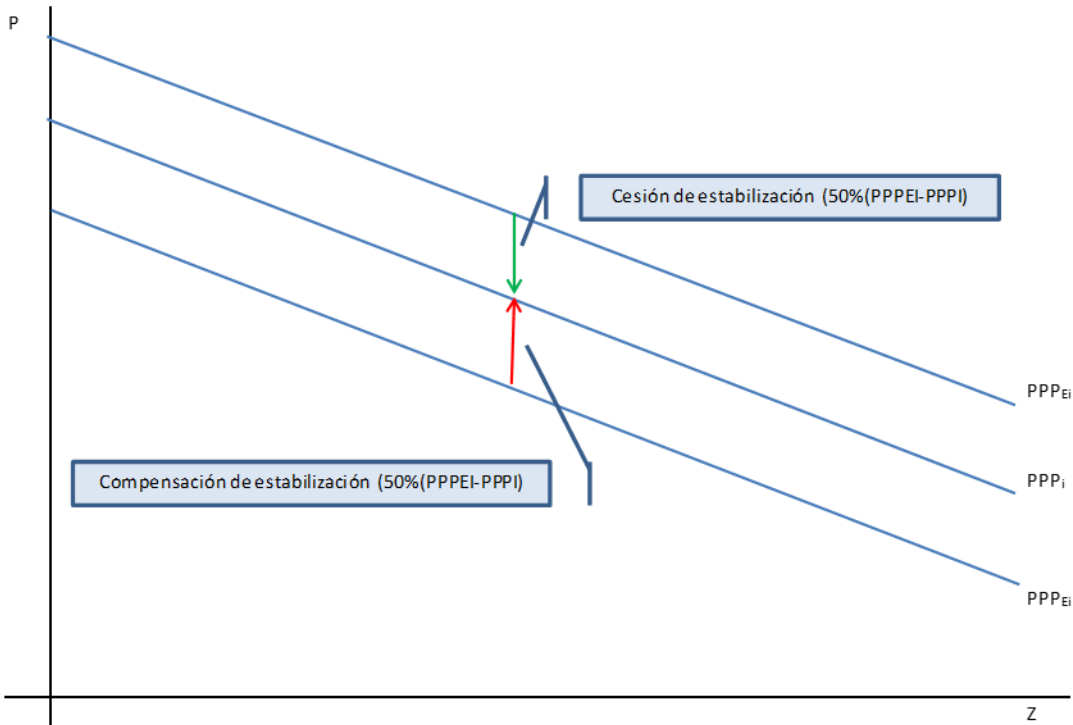 P
Cesión de estabilización (50%(PPPEI-PPPI)
PPPEi
PPPi
Compensación de estabilización (50%(PPPEI-PPPI)
PPPEi
Z